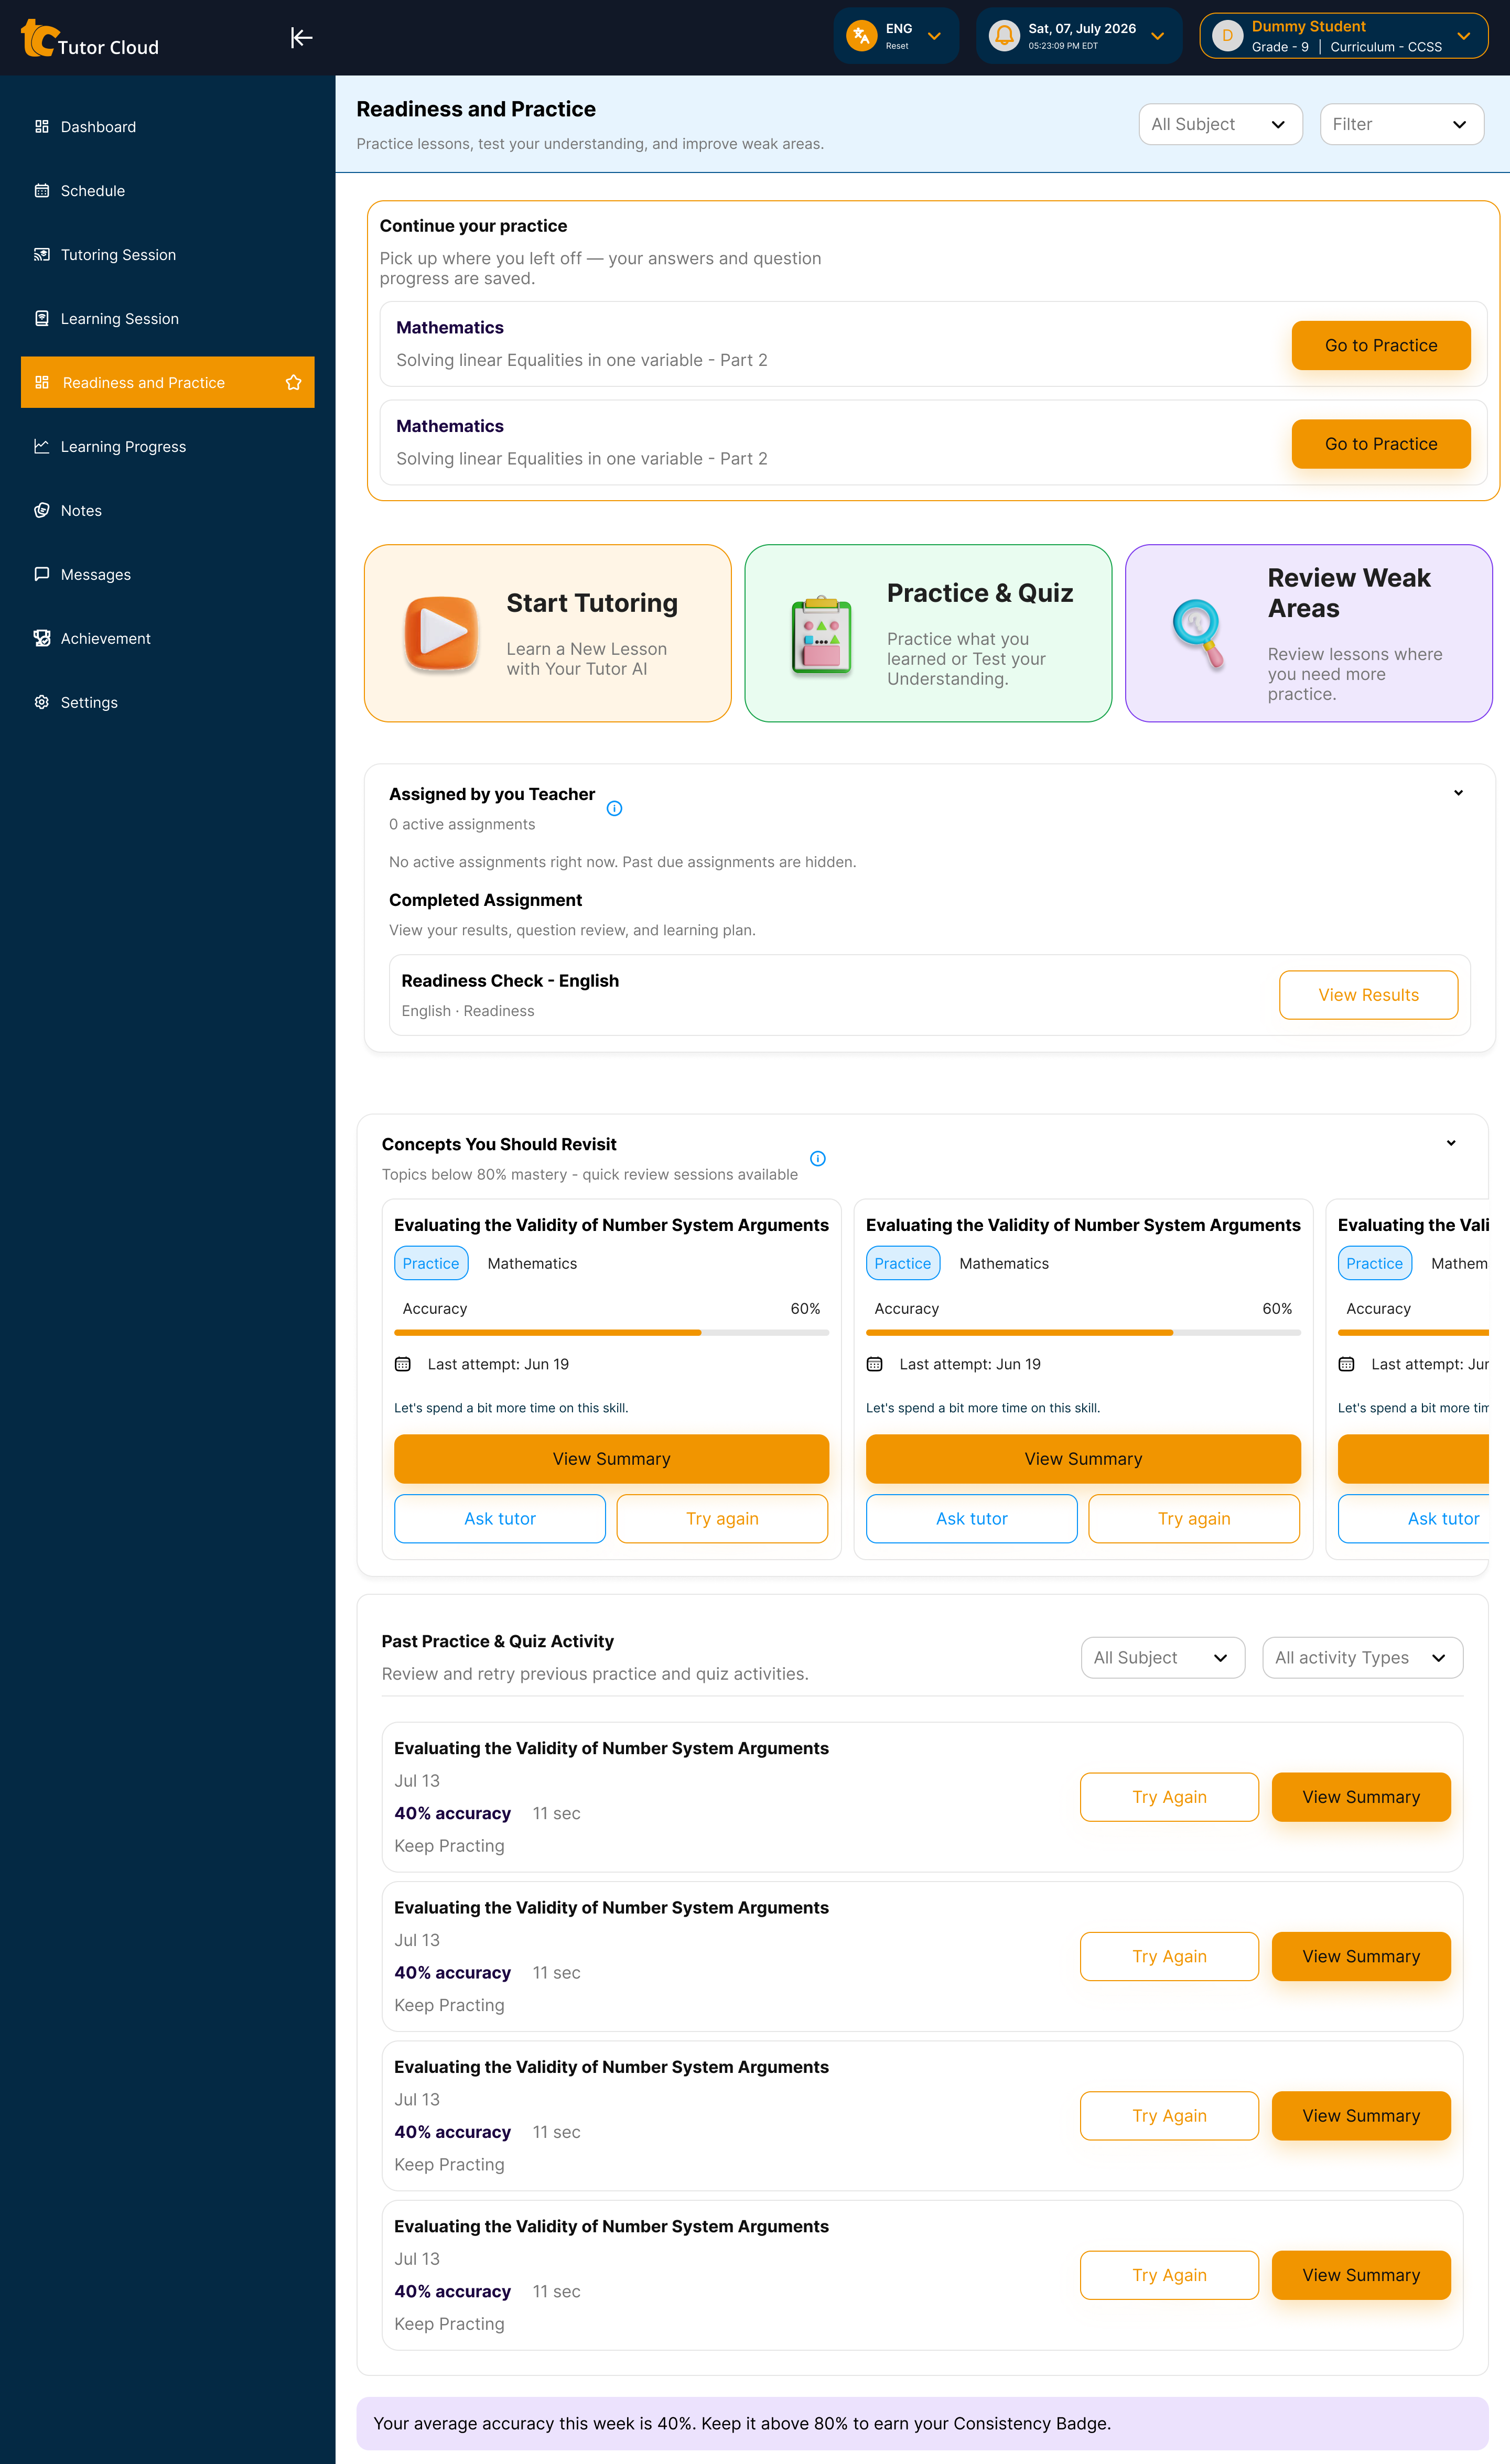 tc Tutor Cloud
ENG
Reset
Sat, 07, July 2026
05:23:09 PM EDT
D
Dummy Student
Grade - 9 | Curriculum - CCSS
Dashboard
Schedule
Tutoring Session
Learning Session
Readiness and Practice
Learning Progress
Notes
Messages
Achievement
Settings
Readiness and Practice
Practice lessons, test your understanding, and improve weak areas.
All Subject
Filter
Continue your practice
Pick up where you left off — your answers and question
progress are saved.
Mathematics
Solving linear Equalities in one variable - Part 2
Go to Practice
Mathematics
Solving linear Equalities in one variable - Part 2
Go to Practice
Start Tutoring
Learn a New Lesson
with Your Tutor AI
Practice & Quiz
Practice what you
learned or Test your
Understanding.
Review Weak
Areas
Review lessons where
you need more
practice.
Assigned by you Teacher
0 active assignments
No active assignments right now. Past due assignments are hidden.
Completed Assignment
View your results, question review, and learning plan.
Readiness Check - English
English · Readiness
View Results
Concepts You Should Revisit
Topics below 80% mastery - quick review sessions available
Evaluating the Validity of Number System Arguments
Practice Mathematics
Accuracy 60%
Last attempt: Jun 19
Let's spend a bit more time on this skill.
View Summary
Ask tutor
Try again
Evaluating the Validity of Number System Arguments
Practice Mathematics
Accuracy 60%
Last attempt: Jun 19
Let's spend a bit more time on this skill.
View Summary
Ask tutor
Try again
Evaluating the Vali
Practice Mathem
Accuracy
Last attempt: Jur
Let's spend a bit more tim
Ask tutor
Past Practice & Quiz Activity
Review and retry previous practice and quiz activities.
All Subject
All activity Types
Evaluating the Validity of Number System Arguments
Jul 13
40% accuracy 11 sec
Keep Practing
Try Again
View Summary
Evaluating the Validity of Number System Arguments
Jul 13
40% accuracy 11 sec
Keep Practing
Try Again
View Summary
Evaluating the Validity of Number System Arguments
Jul 13
40% accuracy 11 sec
Keep Practing
Try Again
View Summary
Evaluating the Validity of Number System Arguments
Jul 13
40% accuracy 11 sec
Keep Practing
Try Again
View Summary
Your average accuracy this week is 40%. Keep it above 80% to earn your Consistency Badge.